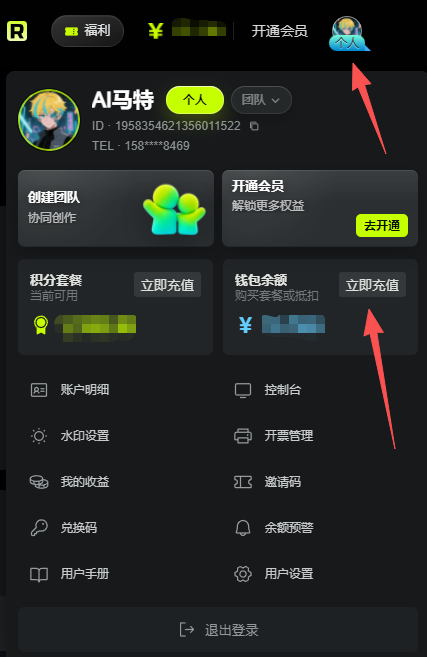 R
福利
¥
开通会员
个人
AI马特
个人
团队
ID · 1958354621356011522
TEL · 158****8469
创建团队
协同创作
开通会员
解锁更多权益
去开通
积分套餐
当前可用
立即充值
钱包余额
购买套餐或抵扣
立即充值
¥
账户明细
控制台
水印设置
开票管理
我的收益
邀请码
兑换码
余额预警
用户手册
用户设置
退出登录